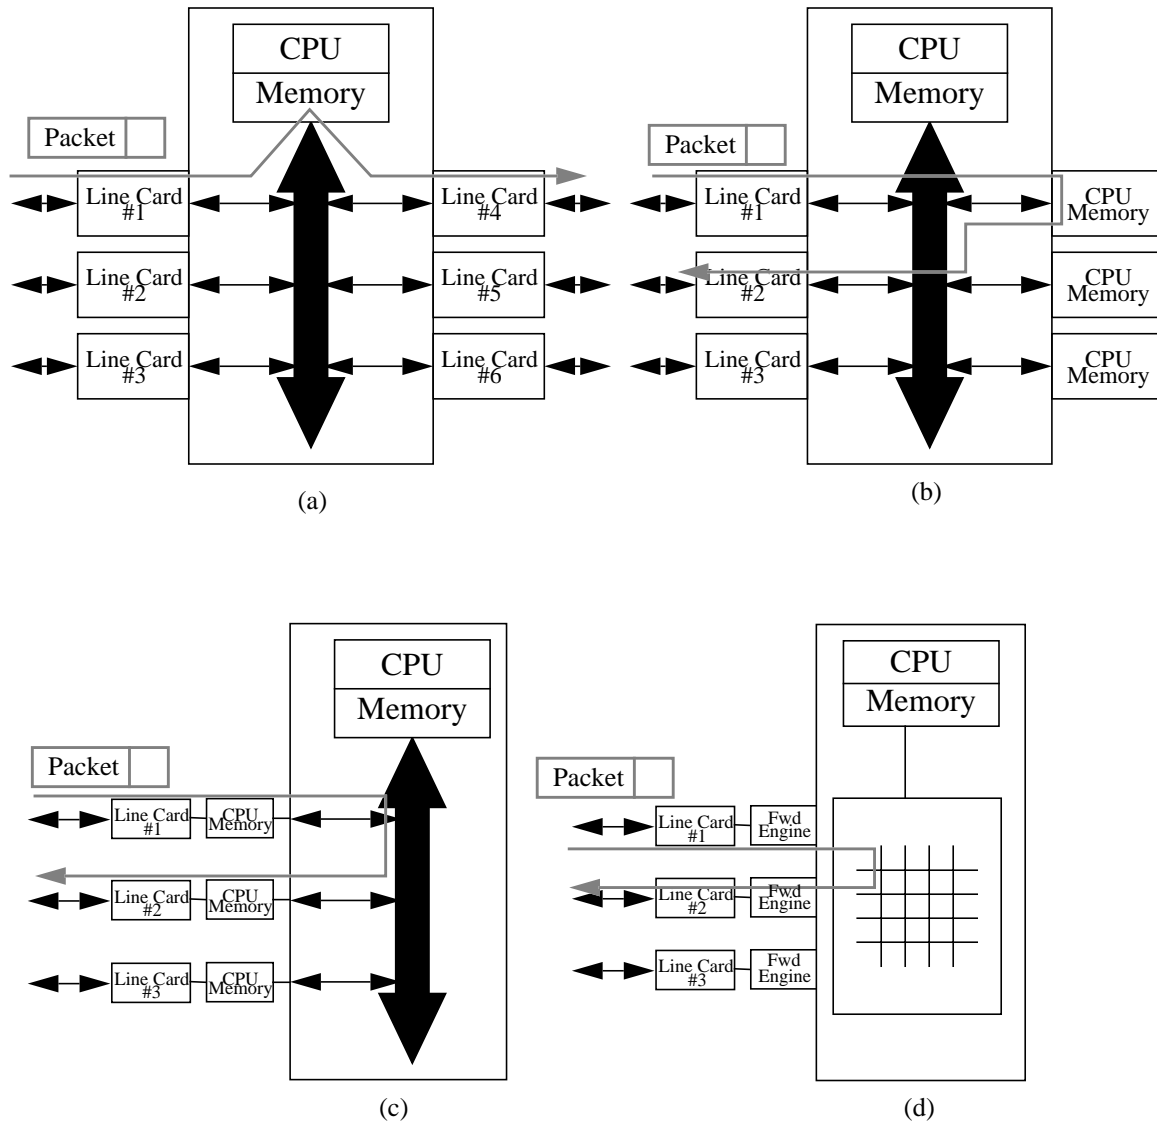 CPU
Memory
Packet
Line Card
#1
Line Card
#4
Line Card
#2
Line Card
#5
Line Card
#3
Line Card
#6
(a)
CPU
Memory
Packet
Line Card
#1
CPU
Memory
Line Card
#2
CPU
Memory
Line Card
#3
CPU
Memory
(b)
CPU
Memory
Packet
Line Card
#1
CPU
Memory
Line Card
#2
CPU
Memory
Line Card
#3
CPU
Memory
(c)
CPU
Memory
Packet
Line Card
#1
Fwd
Engine
Line Card
#2
Fwd
Engine
Line Card
#3
Fwd
Engine
(d)